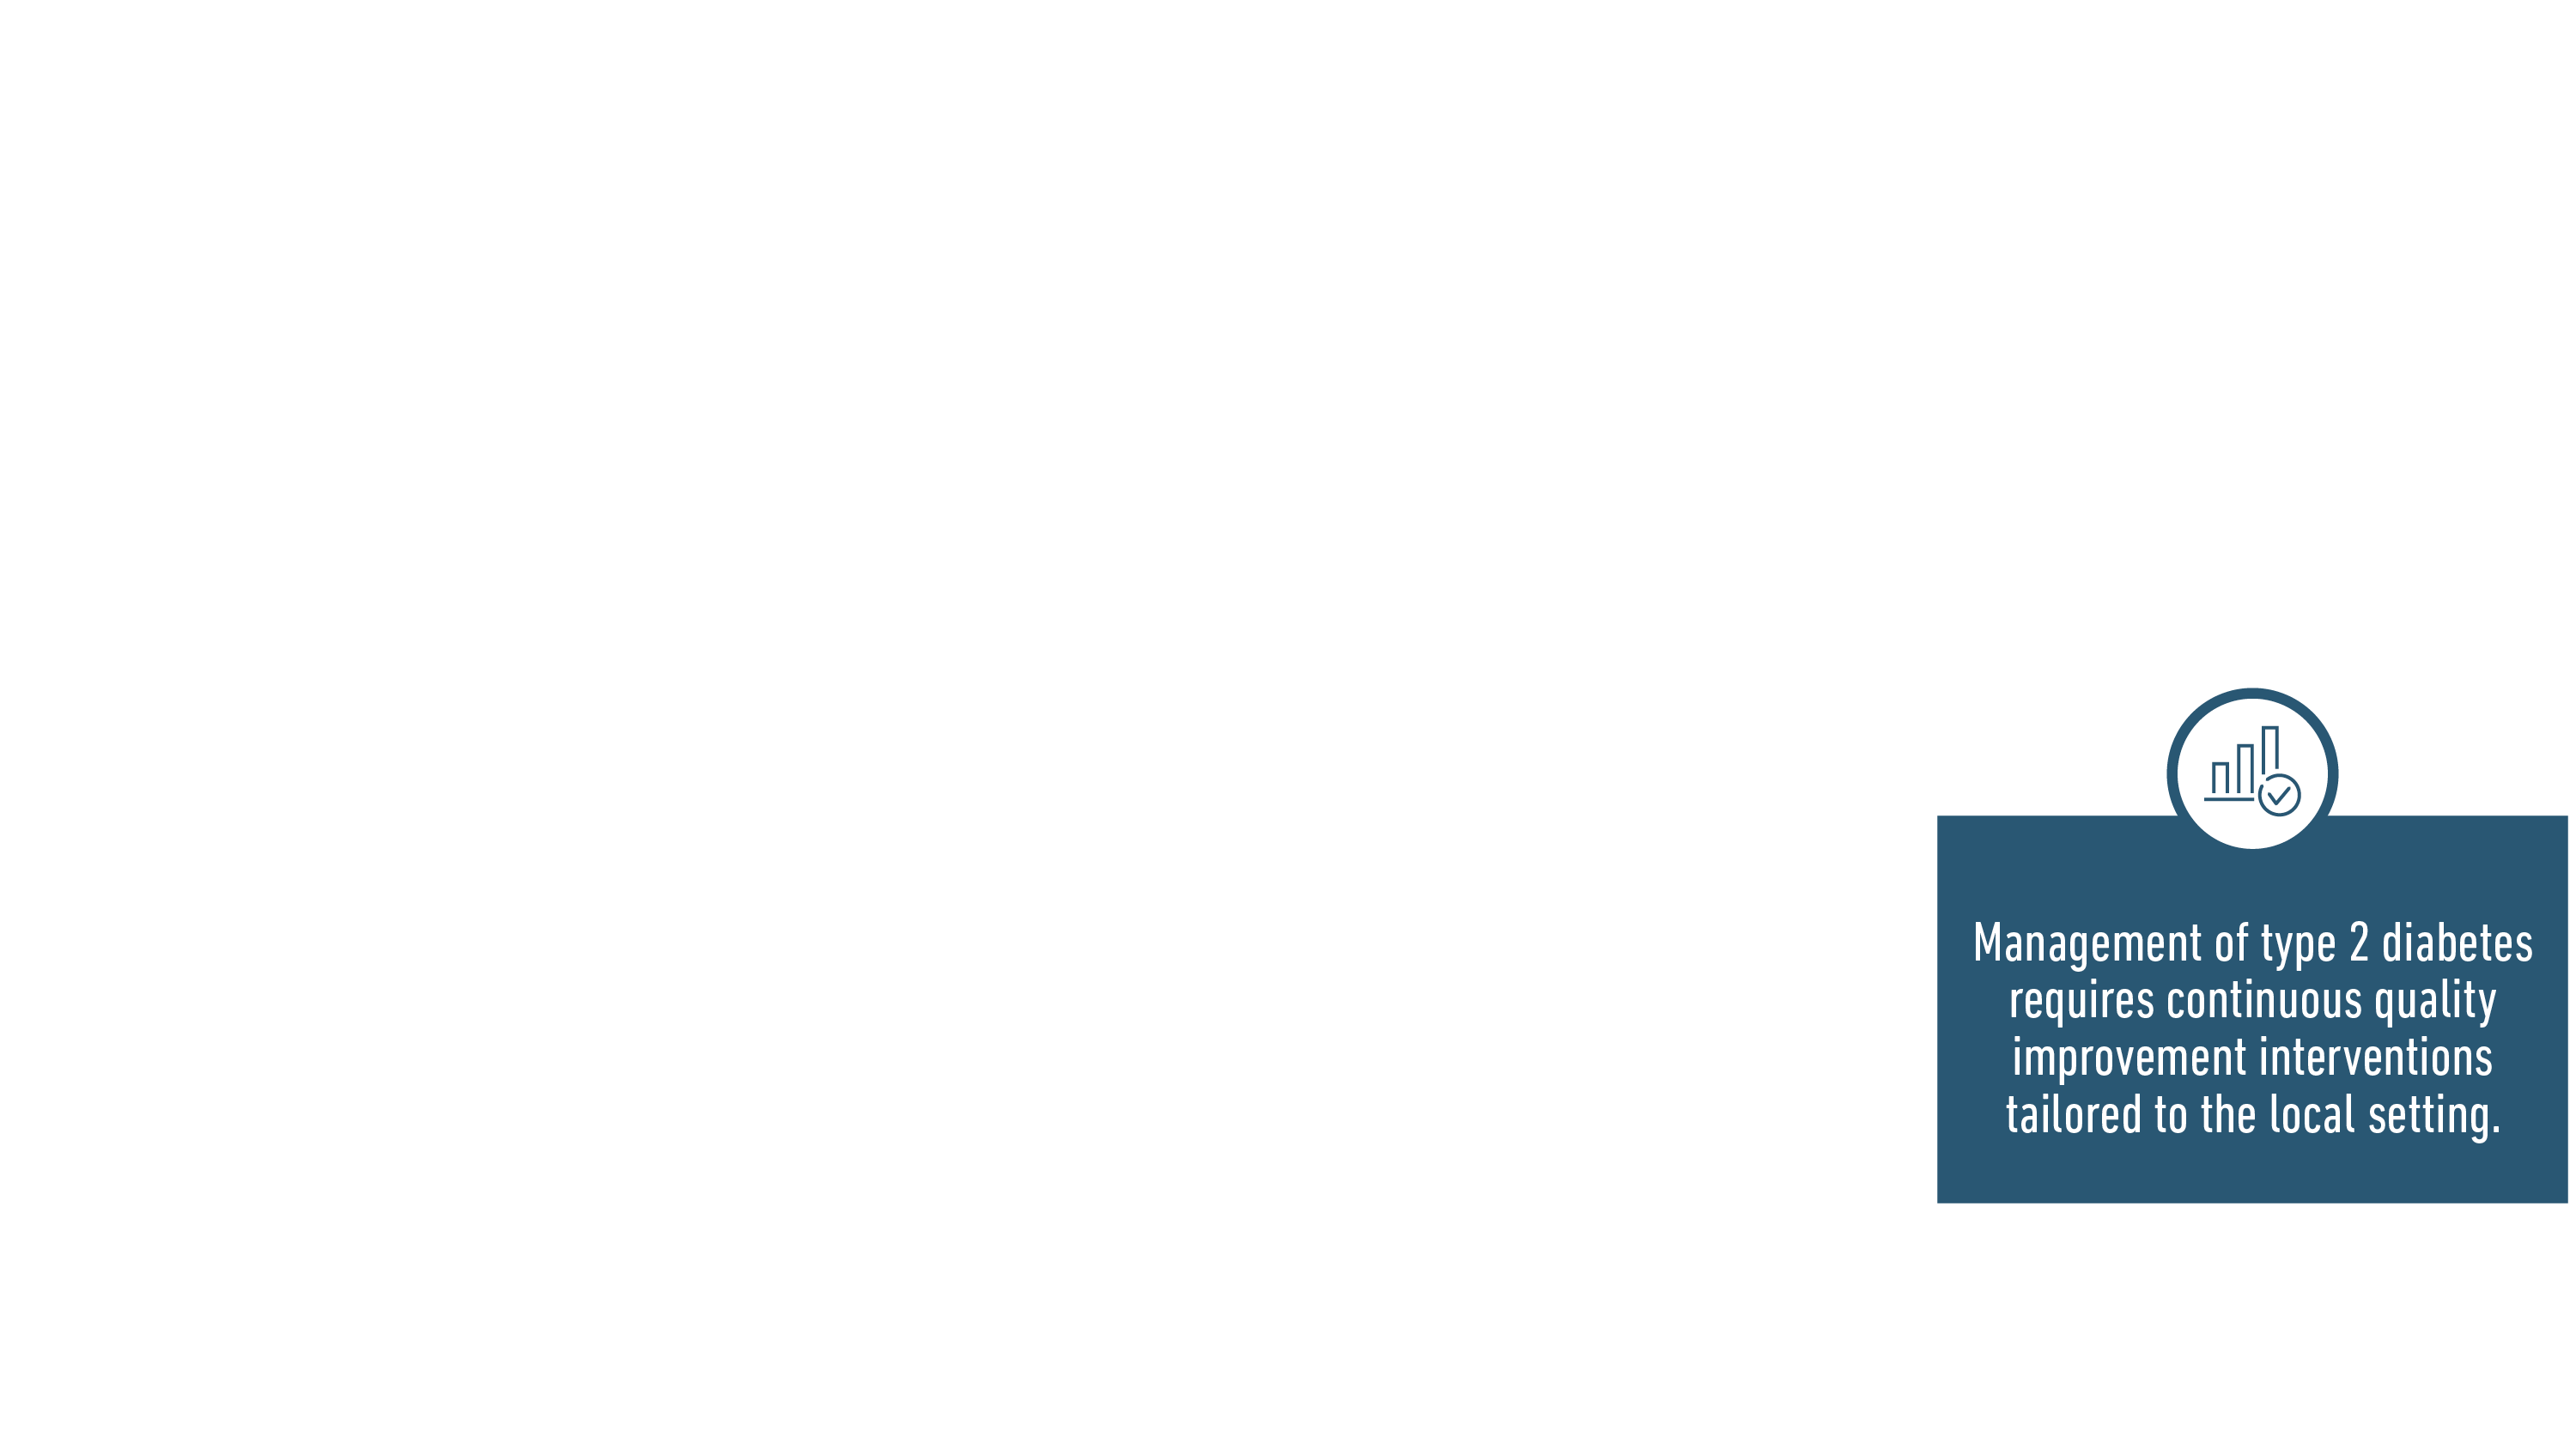 Management of type 2 diabetes
requires continuous quality
improvement interventions
tailored to the local setting.